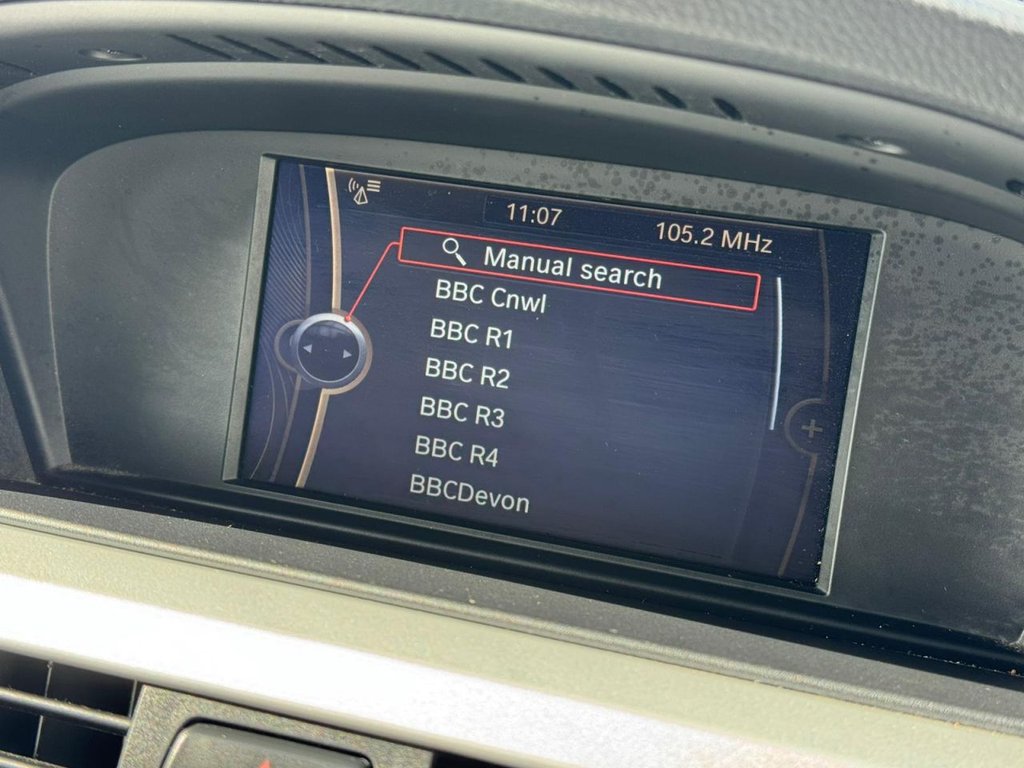 11:07
105.2 MHz
Manual search
BBC Cnwl
BBC R1
BBC R2
BBC R3
BBC R4
BBCDevon